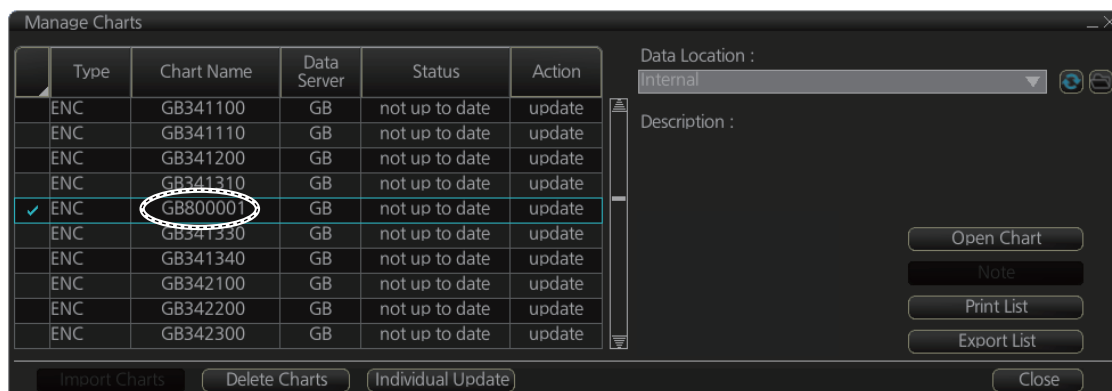 Manage Charts
Type Chart Name Data Server Status Action
ENC GB341100 GB not up to date update
ENC GB341110 GB not up to date update
ENC GB341200 GB not up to date update
ENC GB341310 GB not up to date update
ENC GB800001 GB not up to date update
ENC GB341330 GB not up to date update
ENC GB341340 GB not up to date update
ENC GB342100 GB not up to date update
ENC GB342200 GB not up to date update
ENC GB342300 GB not up to date update
Data Location :
Internal
Description :
Open Chart
Note
Print List
Export List
Import Charts Delete Charts Individual Update Close